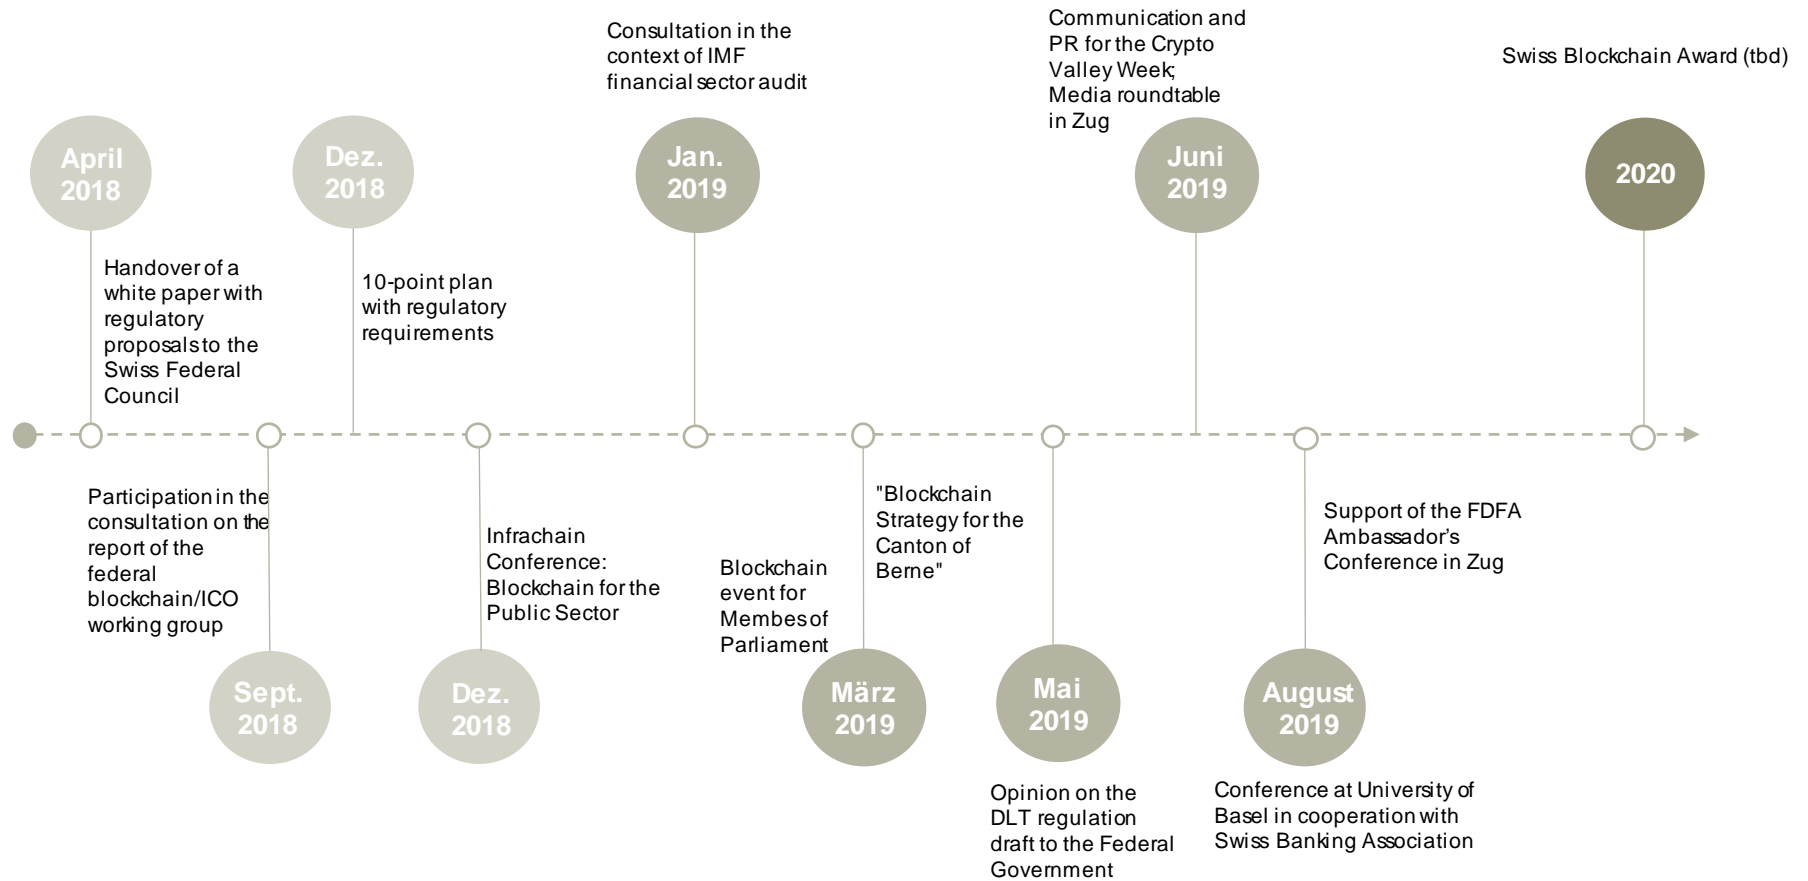 Consultation in the
context of IMF
financial sector audit
Communication and
PR for the Crypto
Valley Week;
Media roundtable
in Zug
Swiss Blockchain Award (tbd)
April
2018
Dez.
2018
Jan.
2019
Juni
2019
2020
Handover of a
white paper with
regulatory
proposals to the
Swiss Federal
Council
10-point plan
with regulatory
requirements
Participation in the
consultation on the
report of the
federal
blockchain/ICO
working group
Infrachain
Conference:
Blockchain for the
Public Sector
Blockchain
event for
Membes of
Parliament
"Blockchain
Strategy for the
Canton of
Berne"
Support of the FDFA
Ambassador’s
Conference in Zug
Sept.
2018
Dez.
2018
März
2019
Mai
2019
August
2019
Opinion on the
DLT regulation
draft to the Federal
Government
Conference at University of
Basel in cooperation with
Swiss Banking Association